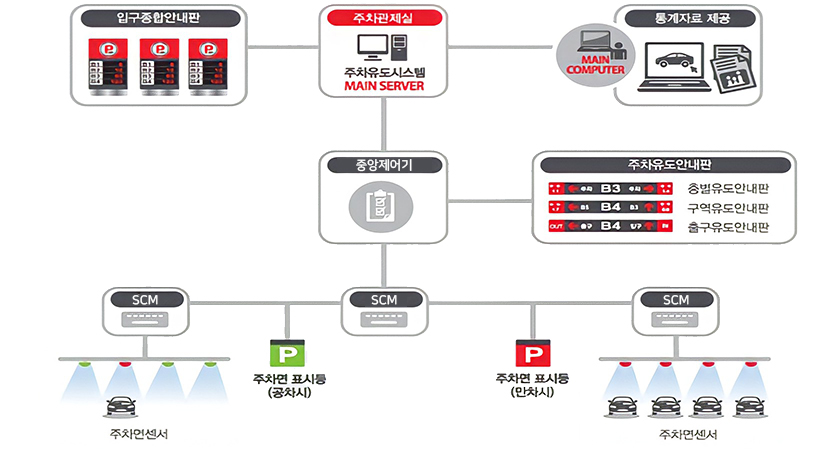 입구종합안내판
주차관제실
주차유도시스템
MAIN SERVER
통계자료 제공
MAIN
COMPUTER
중앙제어기
주차유도안내판
B3
층별유도안내판
B4
구역유도안내판
OUT B4
출구유도안내판
SCM
SCM
SCM
P
주차면 표시등
(공차시)
P
주차면 표시등
(만차시)
주차면센서
주차면센서